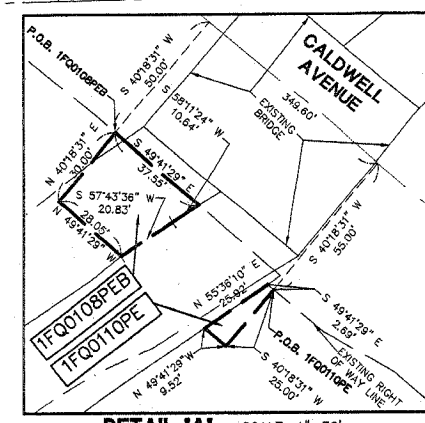 P.O.B. 1FQ0108PEB
S 40°18'31" W
50.00'
CALDWELL
AVENUE
S 58°11'24" W
10.64'
EXISTING
BRIDGE
349.60'
N 40°18'31" E
30.00'
S 49°41'29" E
37.55'
S 57°43'36" W
20.83'
28.05'
N 49°41'29" W
S 40°18'31" W
55.00'
N 55°36'10" E
25.92'
1FQ0108PEB
1FQ0110PE
S 49°41'29" E
2.69'
P.O.B. 1FQ0110PE
EXISTING RIGHT
OF WAY LINE
N 49°41'29" W
9.52'
S 40°18'31" W
25.00'